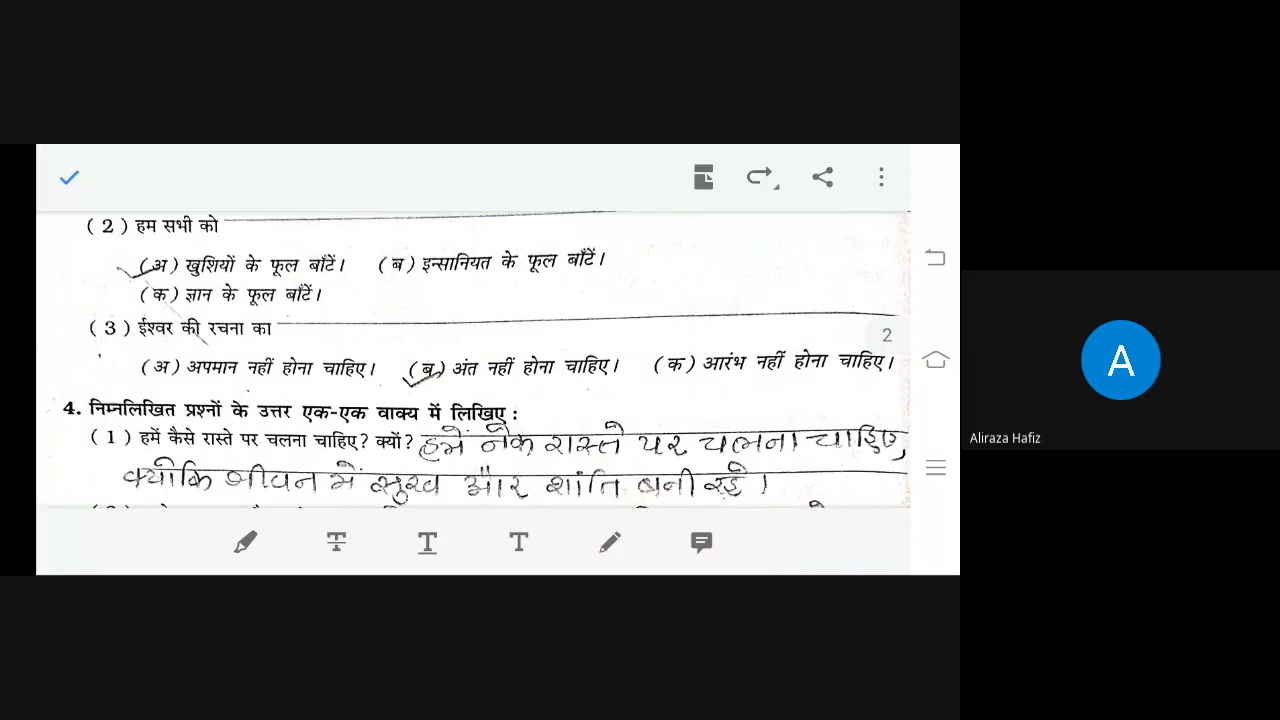 ( 2 ) हम सभी को
( अ ) खुशियों के फूल बाँटें। ( ब ) इन्सानियत के फूल बाँटें।
( क ) ज्ञान के फूल बाँटें।
( 3 ) ईश्वर की रचना का
2
( अ ) अपमान नहीं होना चाहिए। ( ब ) अंत नहीं होना चाहिए। ( क ) आरंभ नहीं होना चाहिए।
4. निम्नलिखित प्रश्नों के उत्तर एक-एक वाक्य में लिखिए :
( 1 ) हमें कैसे रास्ते पर चलना चाहिए? क्यों? हमें नेक रास्ते पर चलना चाहिए,
क्योंकि जीवन में सुख और शांति बनी रहे।
A
Aliraza Hafiz